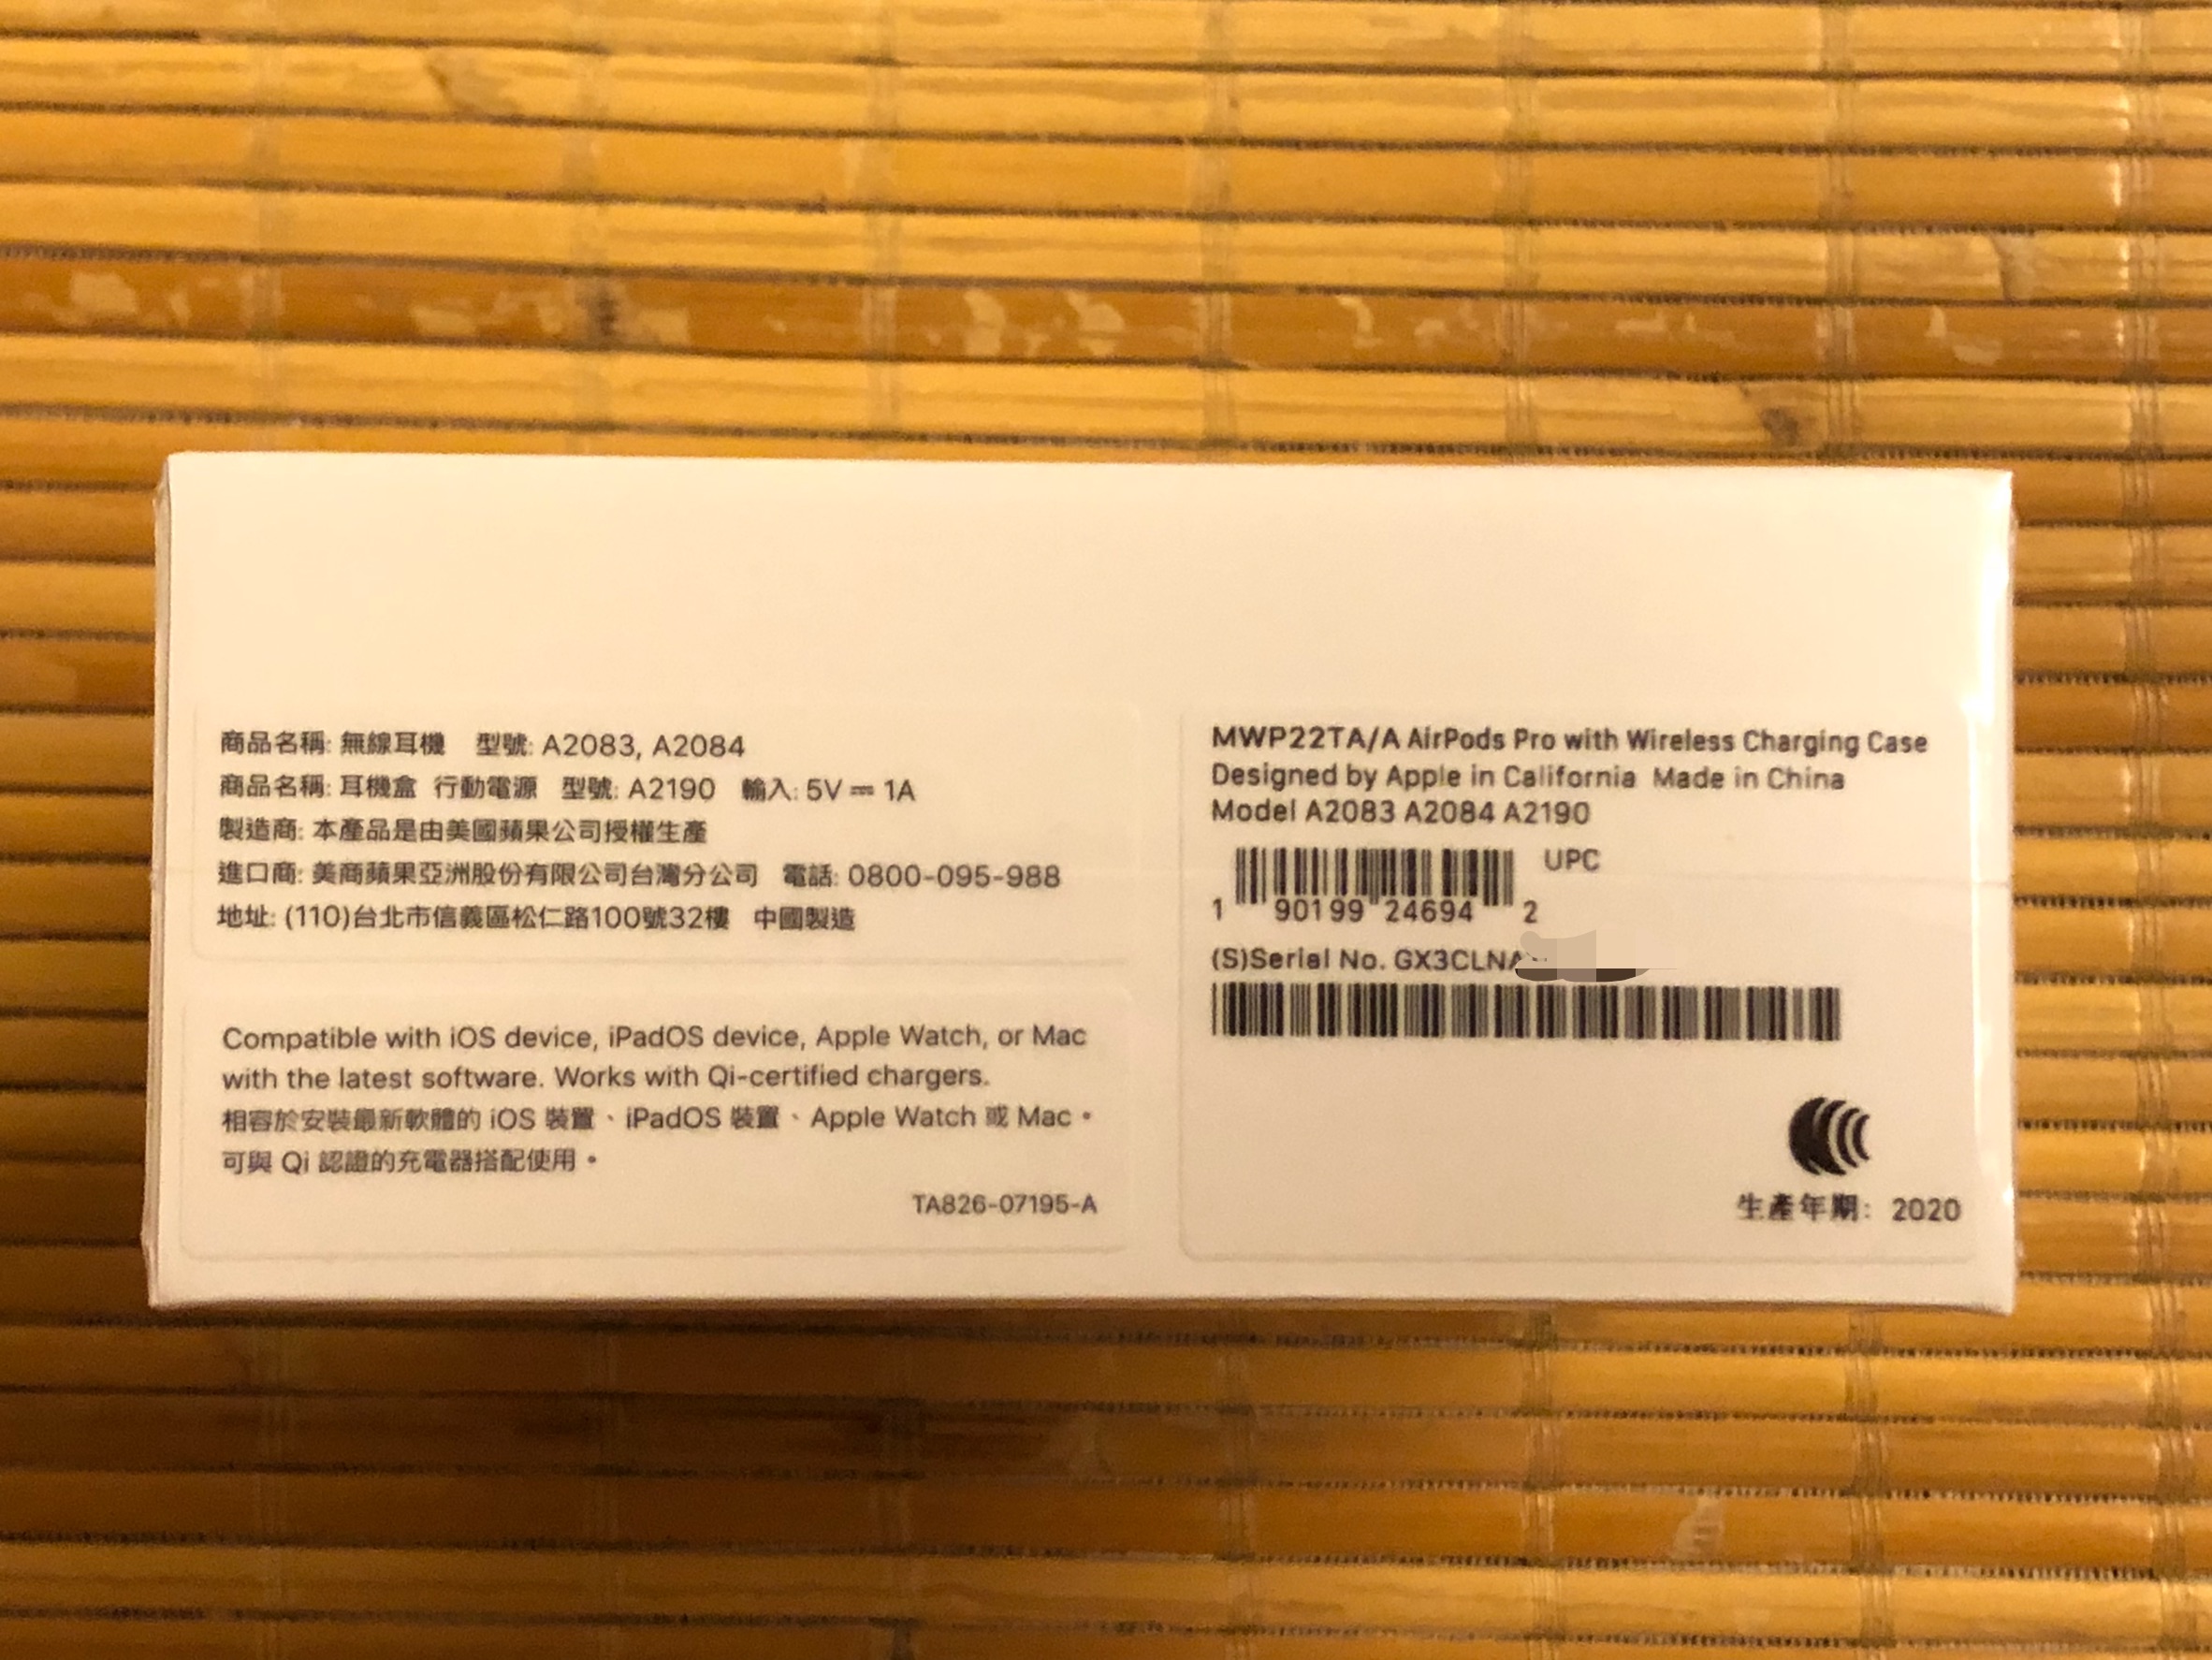 商品名稱: 無線耳機 型號: A2083, A2084
商品名稱: 耳機盒 行動電源 型號: A2190 輸入: 5V ⎓ 1A
製造商: 本產品是由美國蘋果公司授權生產
進口商: 美商蘋果亞洲股份有限公司台灣分公司 電話: 0800-095-988
地址: (110)台北市信義區松仁路100號32樓 中國製造
Compatible with iOS device, iPadOS device, Apple Watch, or Mac
with the latest software. Works with Qi-certified chargers.
相容於安裝最新軟體的 iOS 裝置、iPadOS 裝置、Apple Watch 或 Mac。
可與 Qi 認證的充電器搭配使用。
TA826-07195-A
MWP22TA/A AirPods Pro with Wireless Charging Case
Designed by Apple in California Made in China
Model A2083 A2084 A2190
UPC
1 90199 24694 2
(S)Serial No. GX3CLNA
生產年期: 2020